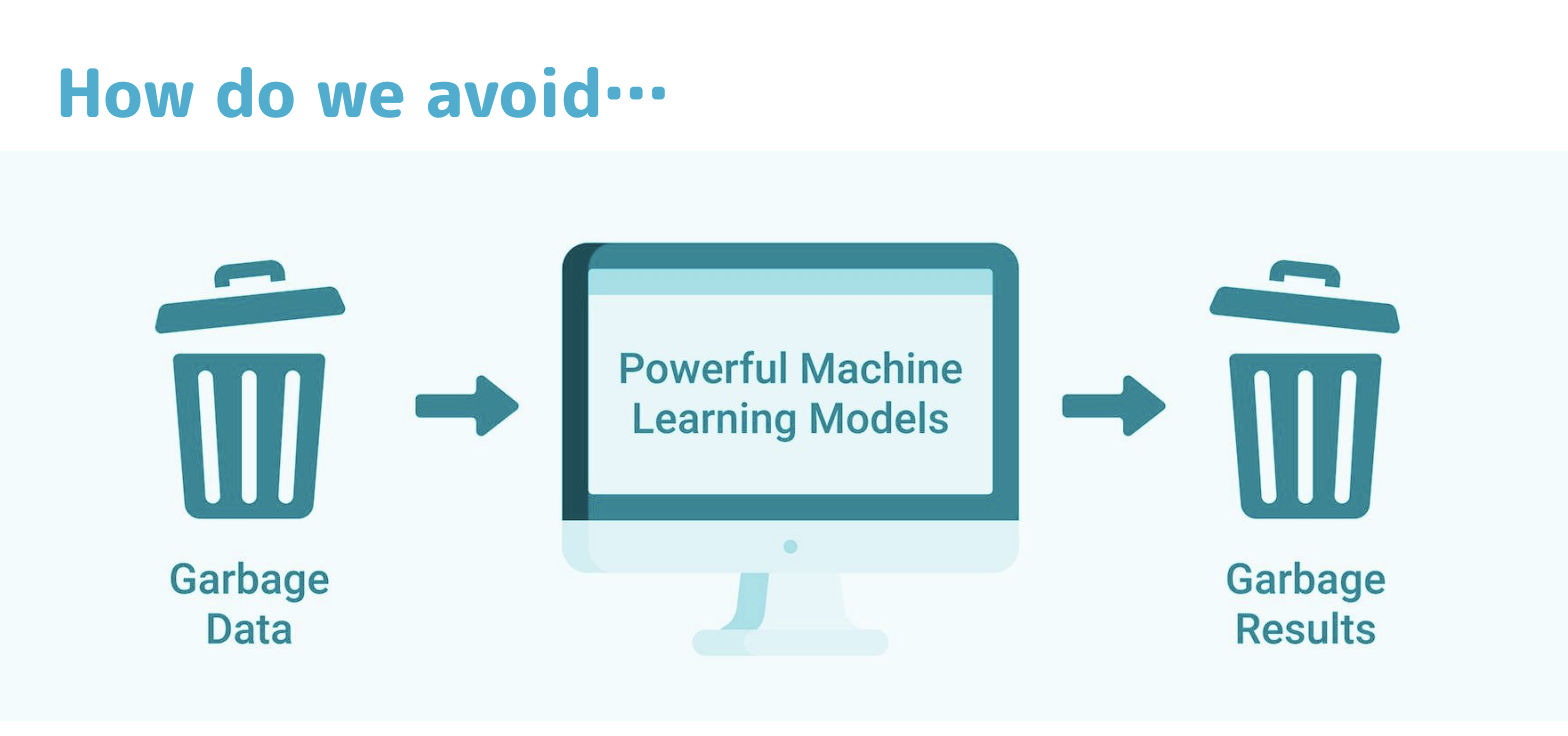 How do we avoid…
Powerful Machine
Learning Models
Garbage
Data
Garbage
Results